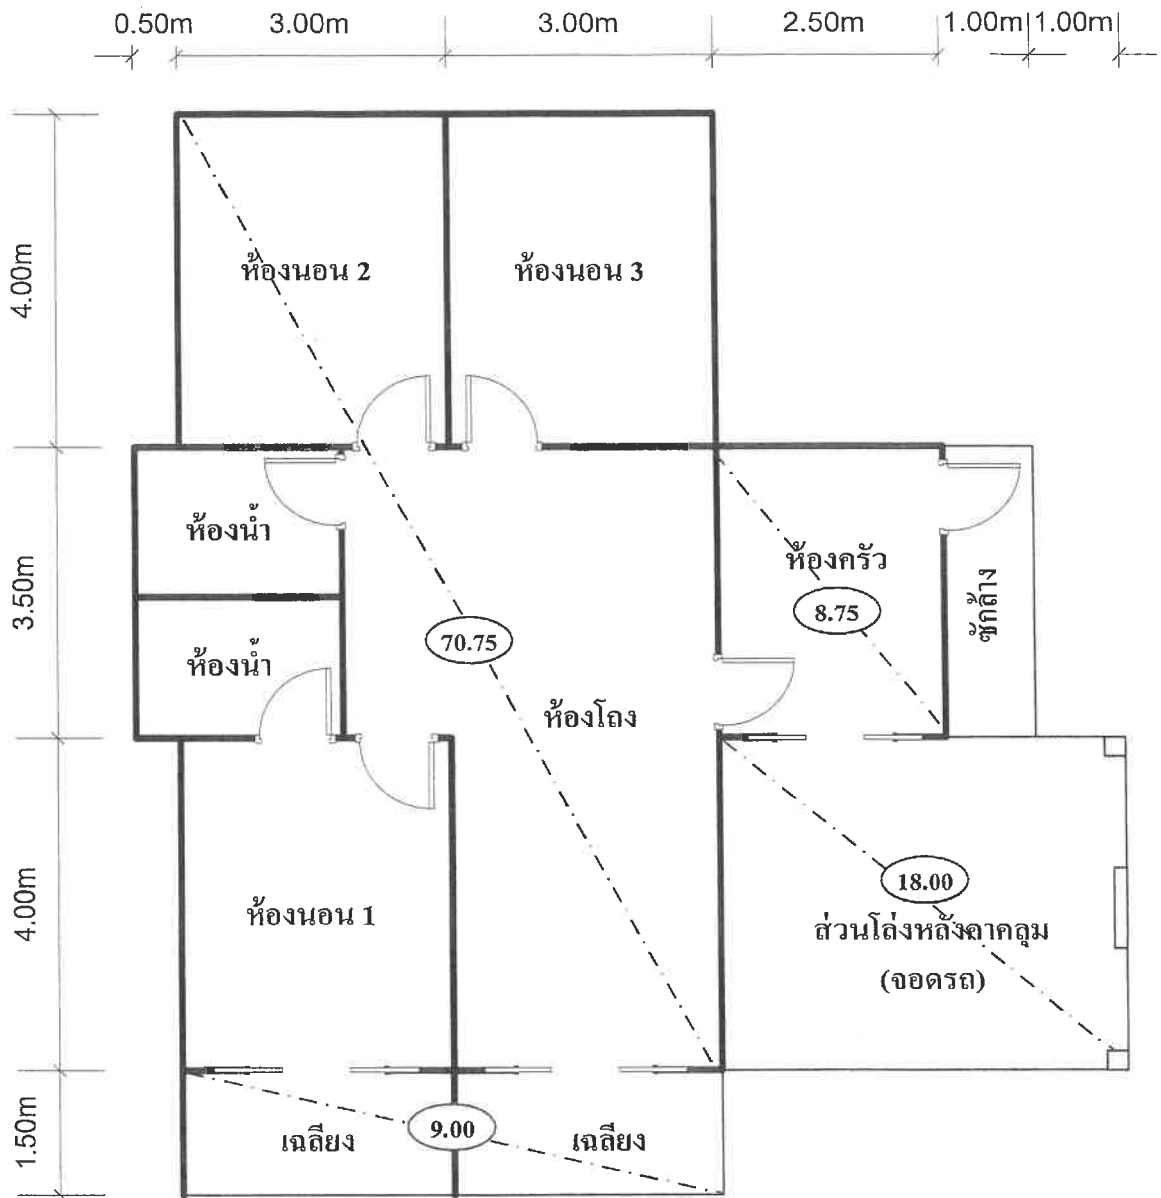 0.50m 3.00m 3.00m 2.50m 1.00m 1.00m
4.00m
ห้องนอน 2
ห้องนอน 3
3.50m
ห้องน้ำ
ห้องครัว
8.75
ซักล้าง
ห้องน้ำ
70.75
ห้องโถง
4.00m
ห้องนอน 1
18.00
ส่วนโล่งหลังคาคลุม
(จอดรถ)
1.50m
เฉลียง
9.00
เฉลียง